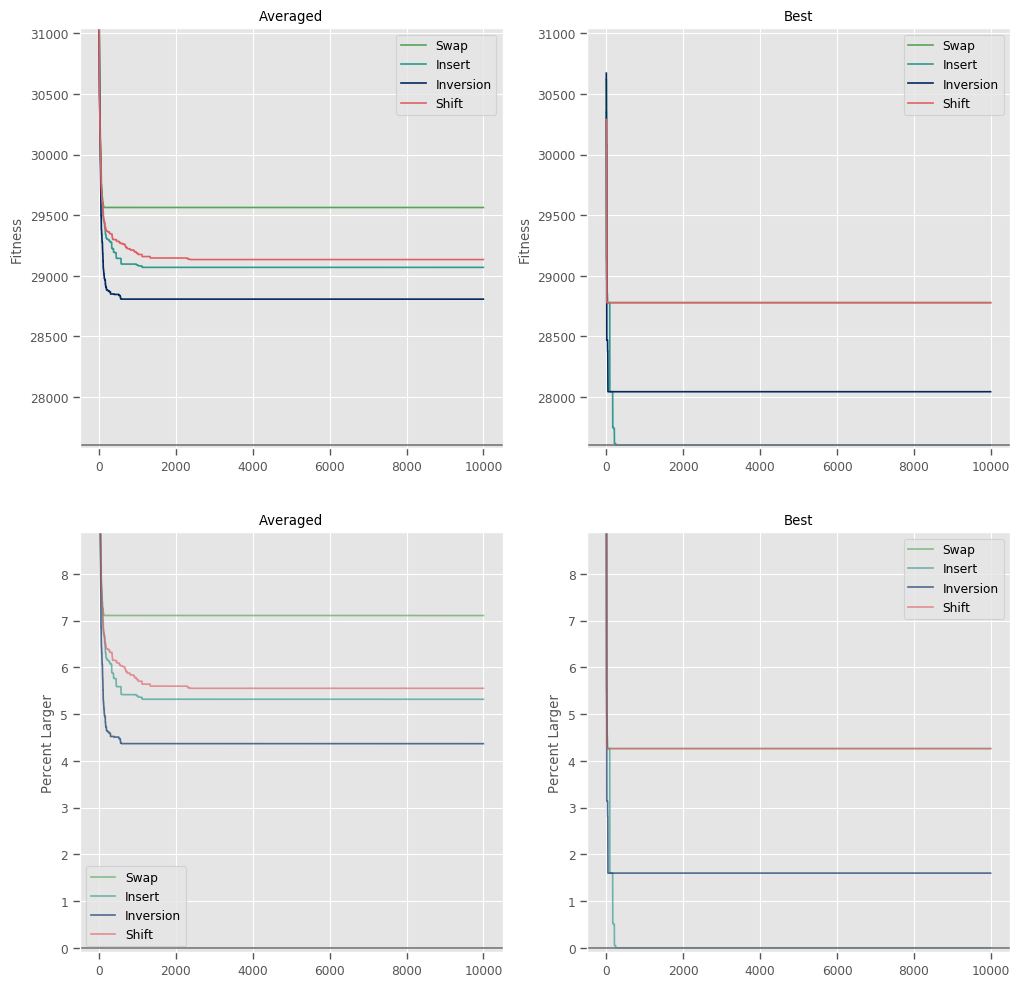 Averaged
31000
30500
30000
29500
29000
28500
28000
Fitness
0 2000 4000 6000 8000 10000
Swap
Insert
Inversion
Shift
Best
31000
30500
30000
29500
29000
28500
28000
Fitness
0 2000 4000 6000 8000 10000
Swap
Insert
Inversion
Shift
Averaged
8
7
6
5
4
3
2
1
0
Percent Larger
0 2000 4000 6000 8000 10000
Swap
Insert
Inversion
Shift
Best
8
7
6
5
4
3
2
1
0
Percent Larger
0 2000 4000 6000 8000 10000
Swap
Insert
Inversion
Shift